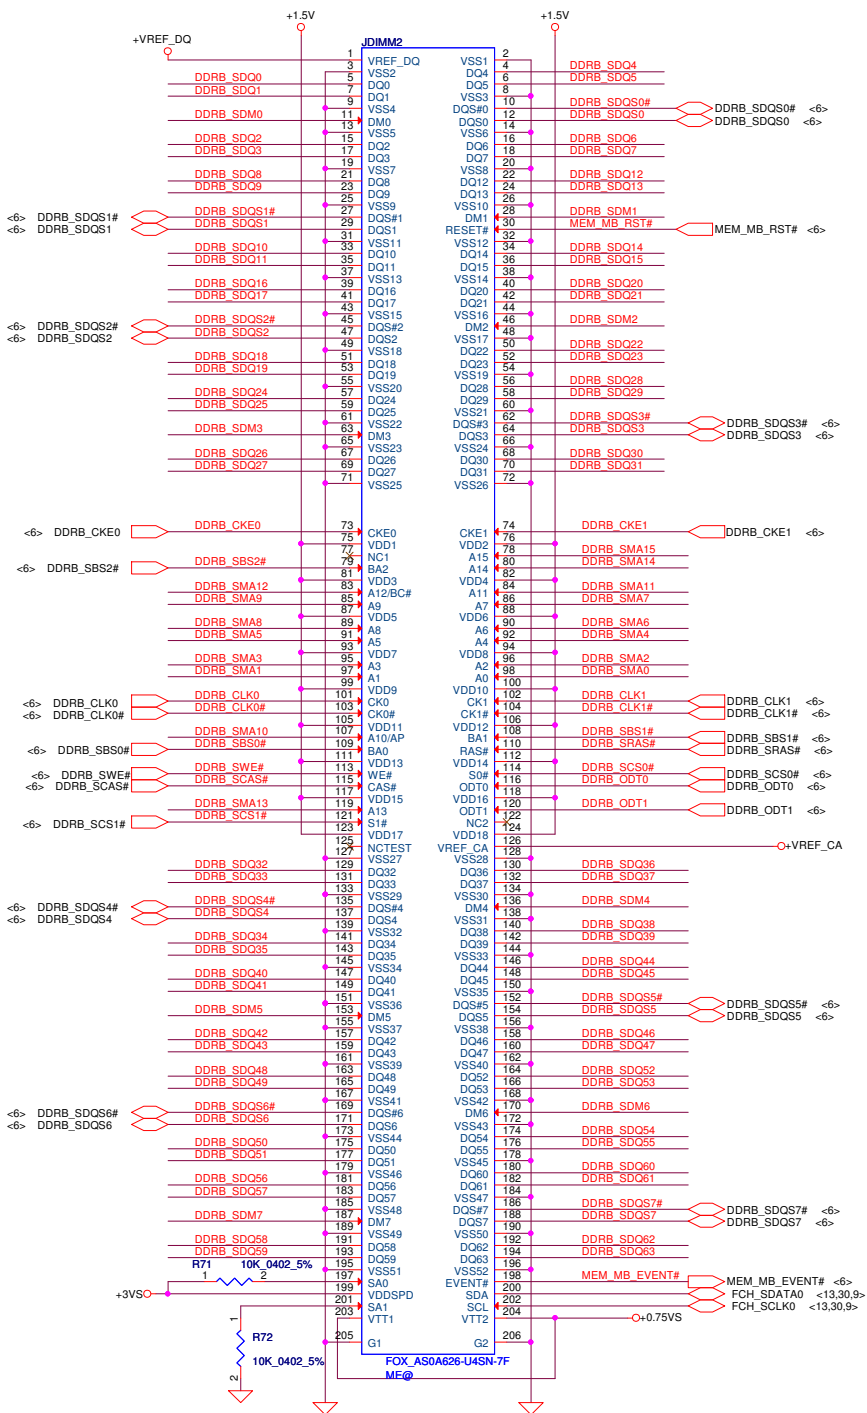 +1.5V +1.5V
+VREF_DQ
JDIMM2
1 VREF_DQ VSS1 2
3 VSS2 DQ4 4 DDRB_SDQ4
DDRB_SDQ0 5 DQ0 DQ5 6 DDRB_SDQ5
DDRB_SDQ1 7 DQ1 VSS3 8
9 VSS4 DQS#0 10 DDRB_SDQS0# DDRB_SDQS0# <6>
DDRB_SDM0 11 DM0 DQS0 12 DDRB_SDQS0 DDRB_SDQS0 <6>
13 VSS5 VSS6 14
DDRB_SDQ2 15 DQ2 DQ6 16 DDRB_SDQ6
DDRB_SDQ3 17 DQ3 DQ7 18 DDRB_SDQ7
19 VSS7 VSS8 20
DDRB_SDQ8 21 DQ8 DQ12 22 DDRB_SDQ12
DDRB_SDQ9 23 DQ9 DQ13 24 DDRB_SDQ13
25 VSS9 VSS10 26
<6> DDRB_SDQS1# DDRB_SDQS1# 27 DQS#1 DM1 28 DDRB_SDM1
<6> DDRB_SDQS1 DDRB_SDQS1 29 DQS1 RESET# 30 MEM_MB_RST# MEM_MB_RST# <6>
31 VSS11 VSS12 32
DDRB_SDQ10 33 DQ10 DQ14 34 DDRB_SDQ14
DDRB_SDQ11 35 DQ11 DQ15 36 DDRB_SDQ15
37 VSS13 VSS14 38
DDRB_SDQ16 39 DQ16 DQ20 40 DDRB_SDQ20
DDRB_SDQ17 41 DQ17 DQ21 42 DDRB_SDQ21
43 VSS15 VSS16 44
<6> DDRB_SDQS2# DDRB_SDQS2# 45 DQS#2 DM2 46 DDRB_SDM2
<6> DDRB_SDQS2 DDRB_SDQS2 47 DQS2 VSS17 48
49 VSS18 DQ22 50 DDRB_SDQ22
DDRB_SDQ18 51 DQ18 DQ23 52 DDRB_SDQ23
DDRB_SDQ19 53 DQ19 VSS19 54
55 VSS20 DQ28 56 DDRB_SDQ28
DDRB_SDQ24 57 DQ24 DQ29 58 DDRB_SDQ29
DDRB_SDQ25 59 DQ25 VSS21 60
61 VSS22 DQS#3 62 DDRB_SDQS3# DDRB_SDQS3# <6>
DDRB_SDM3 63 DM3 DQS3 64 DDRB_SDQS3 DDRB_SDQS3 <6>
65 VSS23 VSS24 66
DDRB_SDQ26 67 DQ26 DQ30 68 DDRB_SDQ30
DDRB_SDQ27 69 DQ27 DQ31 70 DDRB_SDQ31
71 VSS25 VSS26 72
<6> DDRB_CKE0 DDRB_CKE0 73 CKE0 CKE1 74 DDRB_CKE1 DDRB_CKE1 <6>
75 VDD1 VDD2 76
77 NC1 A15 78 DDRB_SMA15
<6> DDRB_SBS2# DDRB_SBS2# 79 BA2 A14 80 DDRB_SMA14
81 VDD3 VDD4 82
DDRB_SMA12 83 A12/BC# A11 84 DDRB_SMA11
DDRB_SMA9 85 A9 A7 86 DDRB_SMA7
87 VDD5 VDD6 88
DDRB_SMA8 89 A8 A6 90 DDRB_SMA6
DDRB_SMA5 91 A5 A4 92 DDRB_SMA4
93 VDD7 VDD8 94
DDRB_SMA3 95 A3 A2 96 DDRB_SMA2
DDRB_SMA1 97 A1 A0 98 DDRB_SMA0
99 VDD9 VDD10 100
<6> DDRB_CLK0 DDRB_CLK0 101 CK0 CK1 102 DDRB_CLK1 DDRB_CLK1 <6>
<6> DDRB_CLK0# DDRB_CLK0# 103 CK0# CK1# 104 DDRB_CLK1# DDRB_CLK1# <6>
105 VDD11 VDD12 106
DDRB_SMA10 107 A10/AP BA1 108 DDRB_SBS1# DDRB_SBS1# <6>
<6> DDRB_SBS0# DDRB_SBS0# 109 BA0 RAS# 110 DDRB_SRAS# DDRB_SRAS# <6>
111 VDD13 VDD14 112
<6> DDRB_SWE# DDRB_SWE# 113 WE# S0# 114 DDRB_SCS0# DDRB_SCS0# <6>
<6> DDRB_SCAS# DDRB_SCAS# 115 CAS# ODT0 116 DDRB_ODT0 DDRB_ODT0 <6>
117 VDD15 VDD16 118
DDRB_SMA13 119 A13 ODT1 120 DDRB_ODT1 DDRB_ODT1 <6>
<6> DDRB_SCS1# DDRB_SCS1# 121 S1# NC2 122
123 VDD17 VDD18 124
125 NCTEST VREF_CA 126 +VREF_CA
127 VSS27 VSS28 128
DDRB_SDQ32 129 DQ32 DQ36 130 DDRB_SDQ36
DDRB_SDQ33 131 DQ33 DQ37 132 DDRB_SDQ37
133 VSS29 VSS30 134
<6> DDRB_SDQS4# DDRB_SDQS4# 135 DQS#4 DM4 136 DDRB_SDM4
<6> DDRB_SDQS4 DDRB_SDQS4 137 DQS4 VSS31 138
139 VSS32 DQ38 140 DDRB_SDQ38
DDRB_SDQ34 141 DQ34 DQ39 142 DDRB_SDQ39
DDRB_SDQ35 143 DQ35 VSS33 144
145 VSS34 DQ44 146 DDRB_SDQ44
DDRB_SDQ40 147 DQ40 DQ45 148 DDRB_SDQ45
DDRB_SDQ41 149 DQ41 VSS35 150
151 VSS36 DQS#5 152 DDRB_SDQS5# DDRB_SDQS5# <6>
DDRB_SDM5 153 DM5 DQS5 154 DDRB_SDQS5 DDRB_SDQS5 <6>
155 VSS37 VSS38 156
DDRB_SDQ42 157 DQ42 DQ46 158 DDRB_SDQ46
DDRB_SDQ43 159 DQ43 DQ47 160 DDRB_SDQ47
161 VSS39 VSS40 162
DDRB_SDQ48 163 DQ48 DQ52 164 DDRB_SDQ52
DDRB_SDQ49 165 DQ49 DQ53 166 DDRB_SDQ53
167 VSS41 VSS42 168
<6> DDRB_SDQS6# DDRB_SDQS6# 169 DQS#6 DM6 170 DDRB_SDM6
<6> DDRB_SDQS6 DDRB_SDQS6 171 DQS6 VSS43 172
173 VSS44 DQ54 174 DDRB_SDQ54
DDRB_SDQ50 175 DQ50 DQ55 176 DDRB_SDQ55
DDRB_SDQ51 177 DQ51 VSS45 178
179 VSS46 DQ60 180 DDRB_SDQ60
DDRB_SDQ56 181 DQ56 DQ61 182 DDRB_SDQ61
DDRB_SDQ57 183 DQ57 VSS47 184
185 VSS48 DQS#7 186 DDRB_SDQS7# DDRB_SDQS7# <6>
DDRB_SDM7 187 DM7 DQS7 188 DDRB_SDQS7 DDRB_SDQS7 <6>
189 VSS49 VSS50 190
DDRB_SDQ58 191 DQ58 DQ62 192 DDRB_SDQ62
DDRB_SDQ59 193 DQ59 DQ63 194 DDRB_SDQ63
R71 10K_0402_5% 195 VSS51 VSS52 196
1 2 197 SA0 EVENT# 198 MEM_MB_EVENT# MEM_MB_EVENT# <6>
+3VS 199 VDDSPD SDA 200 FCH_SDATA0 <13,30,9>
201 SA1 SCL 202 FCH_SCLK0 <13,30,9>
1 203 VTT1 VTT2 204 +0.75VS
R72 205 G1 G2 206
10K_0402_5% FOX_AS0A626-U4SN-7F
2 ME@